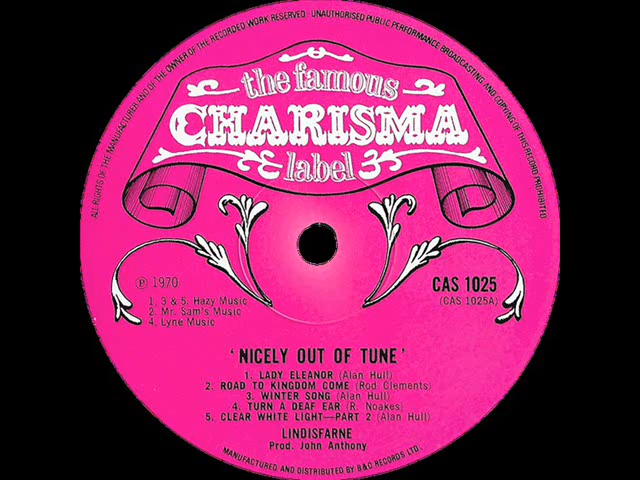 ALL RIGHTS OF THE MANUFACTURER AND OF THE OWNER OF THE RECORDED WORK RESERVED · UNAUTHORISED PUBLIC PERFORMANCE BROADCASTING AND COPYING OF THIS RECORD PROHIBITED
the famous
CHARISMA
label
℗ 1970
1, 3 & 5, Hazy Music
2, Mr. Sam's Music
4, Lyne Music
CAS 1025
(CAS 1025A)
'NICELY OUT OF TUNE'
1. LADY ELEANOR (Alan Hull)
2. ROAD TO KINGDOM COME (Rod Clements)
3. WINTER SONG (Alan Hull)
4. TURN A DEAF EAR (R. Noakes)
5. CLEAR WHITE LIGHT—PART 2 (Alan Hull)
LINDISFARNE
Prod. John Anthony
MANUFACTURED AND DISTRIBUTED BY B&C RECORDS LTD.